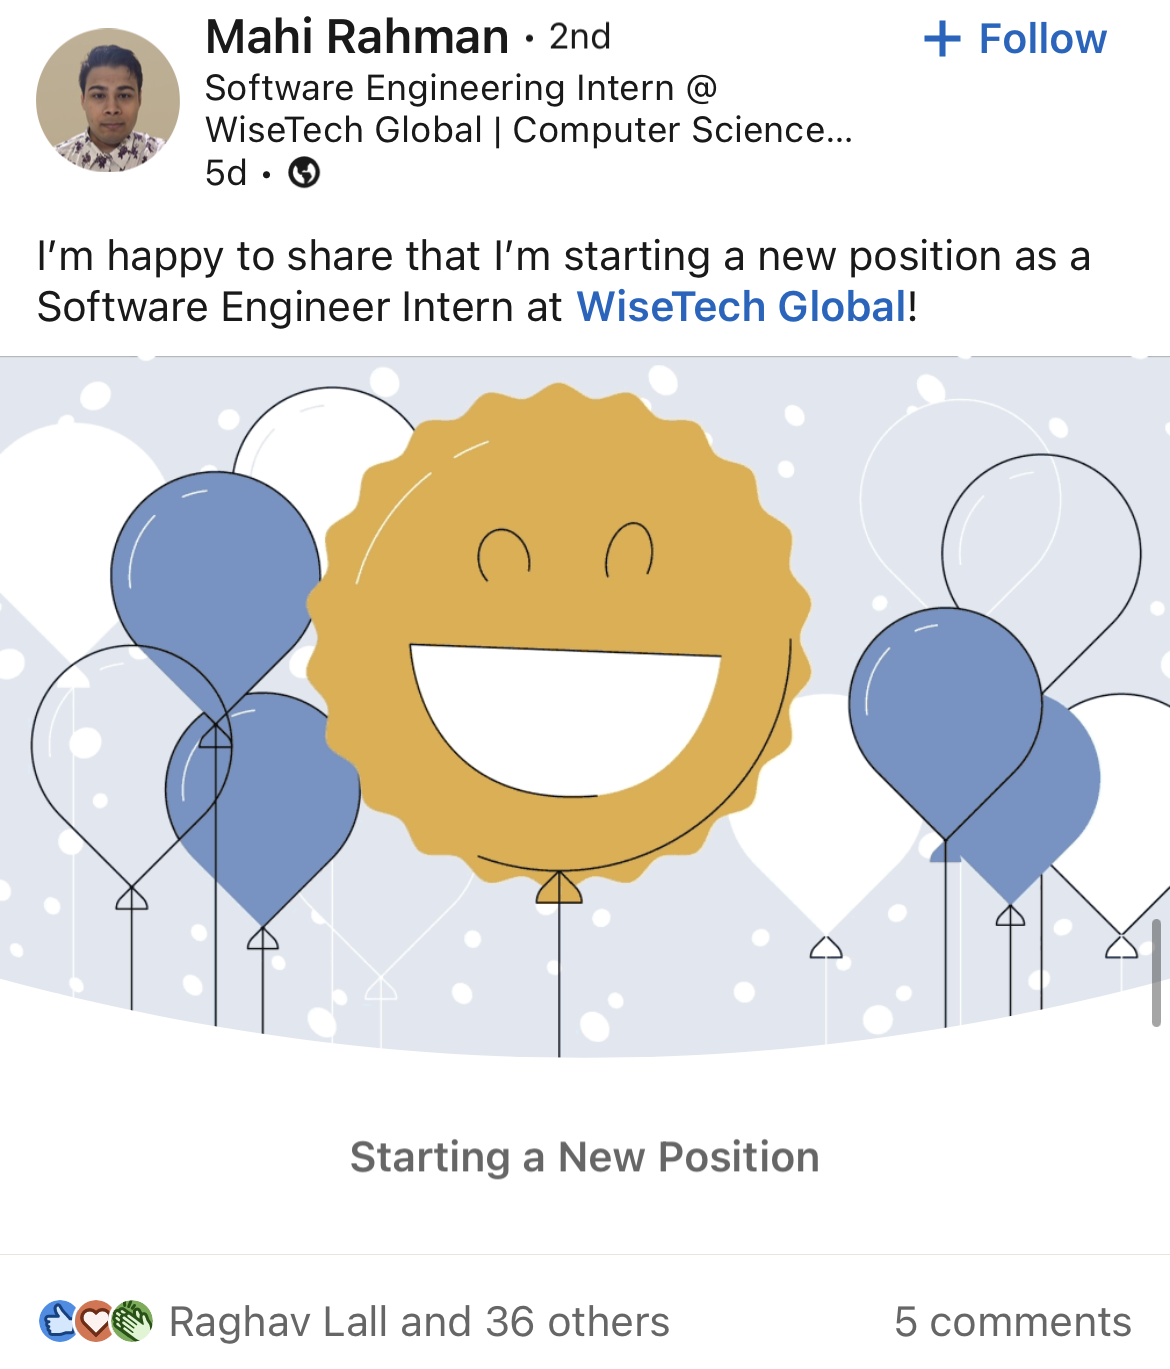 Mahi Rahman · 2nd
+ Follow
Software Engineering Intern @
WiseTech Global | Computer Science...
5d ·
I’m happy to share that I’m starting a new position as a
Software Engineer Intern at WiseTech Global!
Starting a New Position
Raghav Lall and 36 others
5 comments